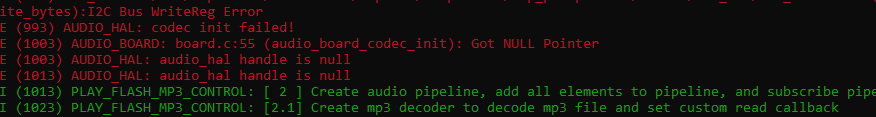 ite_bytes):I2C Bus WriteReg Error
E (993) AUDIO_HAL: codec init failed!
E (1003) AUDIO_BOARD: board.c:55 (audio_board_codec_init): Got NULL Pointer
E (1003) AUDIO_HAL: audio_hal handle is null
E (1013) AUDIO_HAL: audio_hal handle is null
I (1013) PLAY_FLASH_MP3_CONTROL: [ 2 ] Create audio pipeline, add all elements to pipeline, and subscribe pipe
I (1023) PLAY_FLASH_MP3_CONTROL: [2.1] Create mp3 decoder to decode mp3 file and set custom read callback